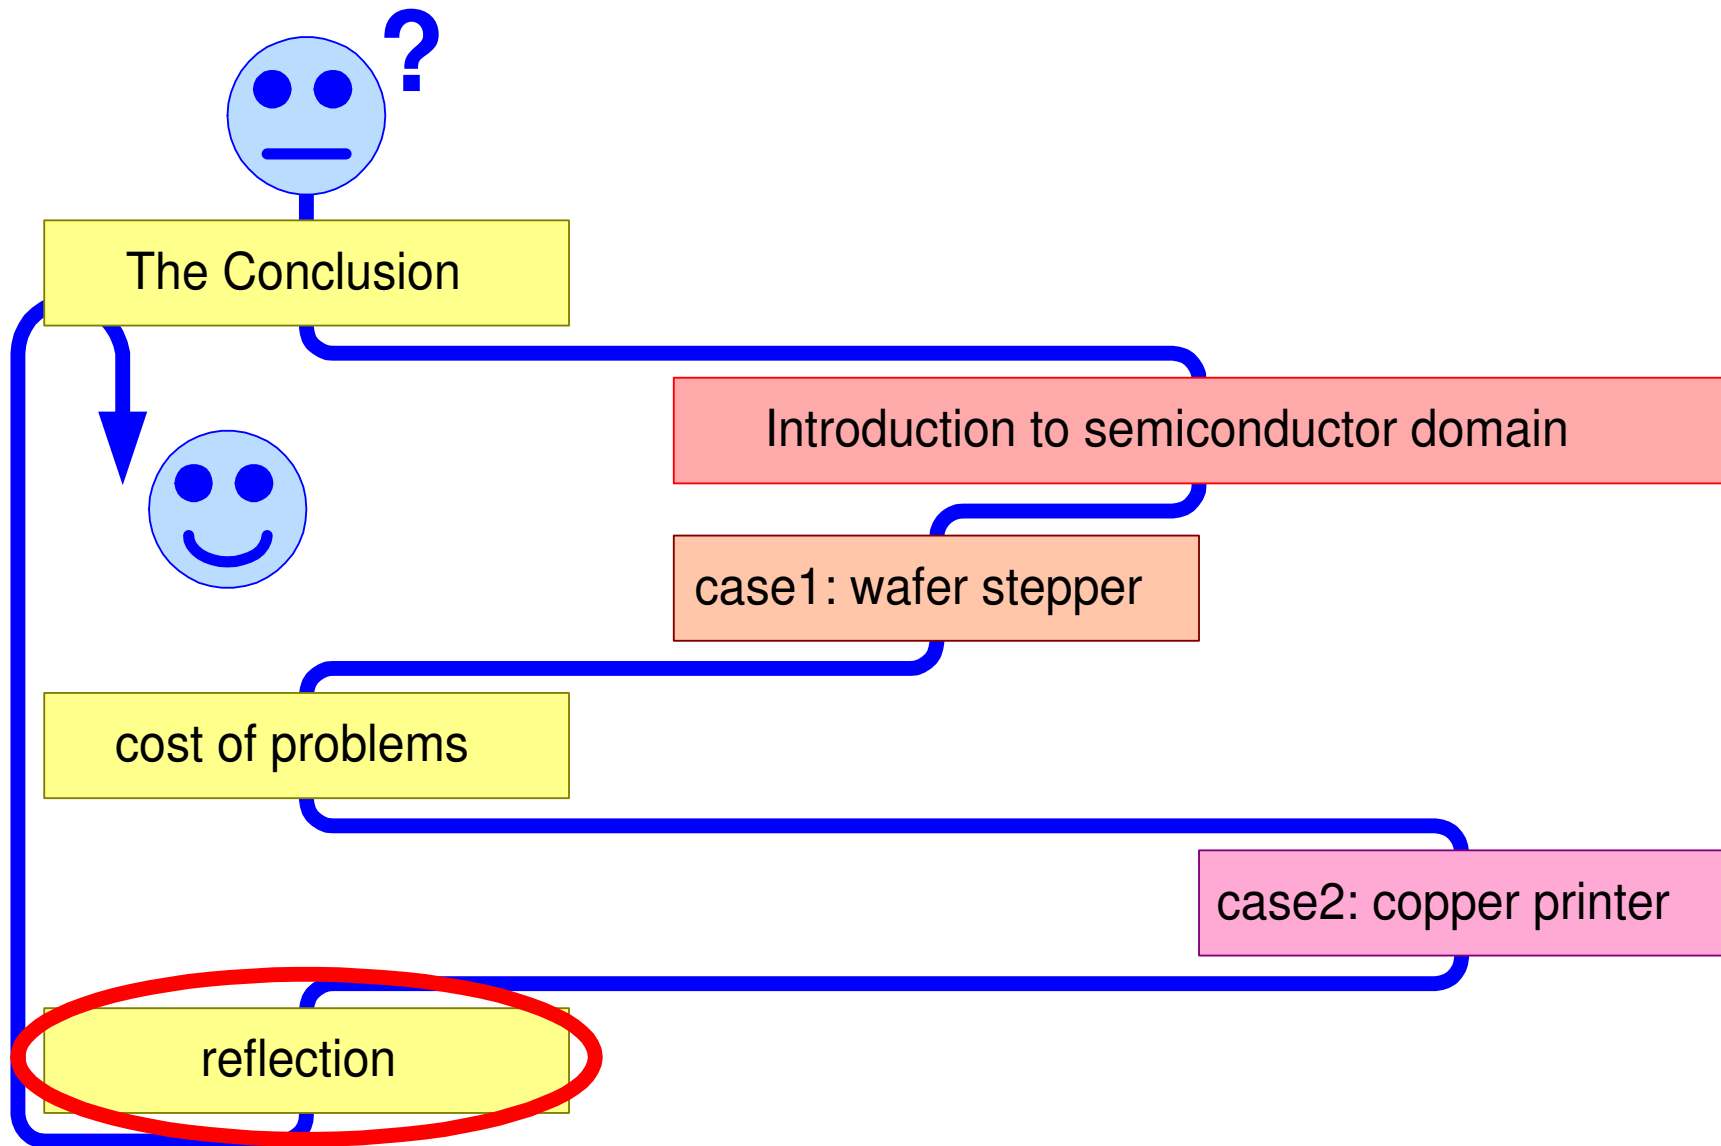 ?
The Conclusion
Introduction to semiconductor domain
case1: wafer stepper
cost of problems
case2: copper printer
reflection